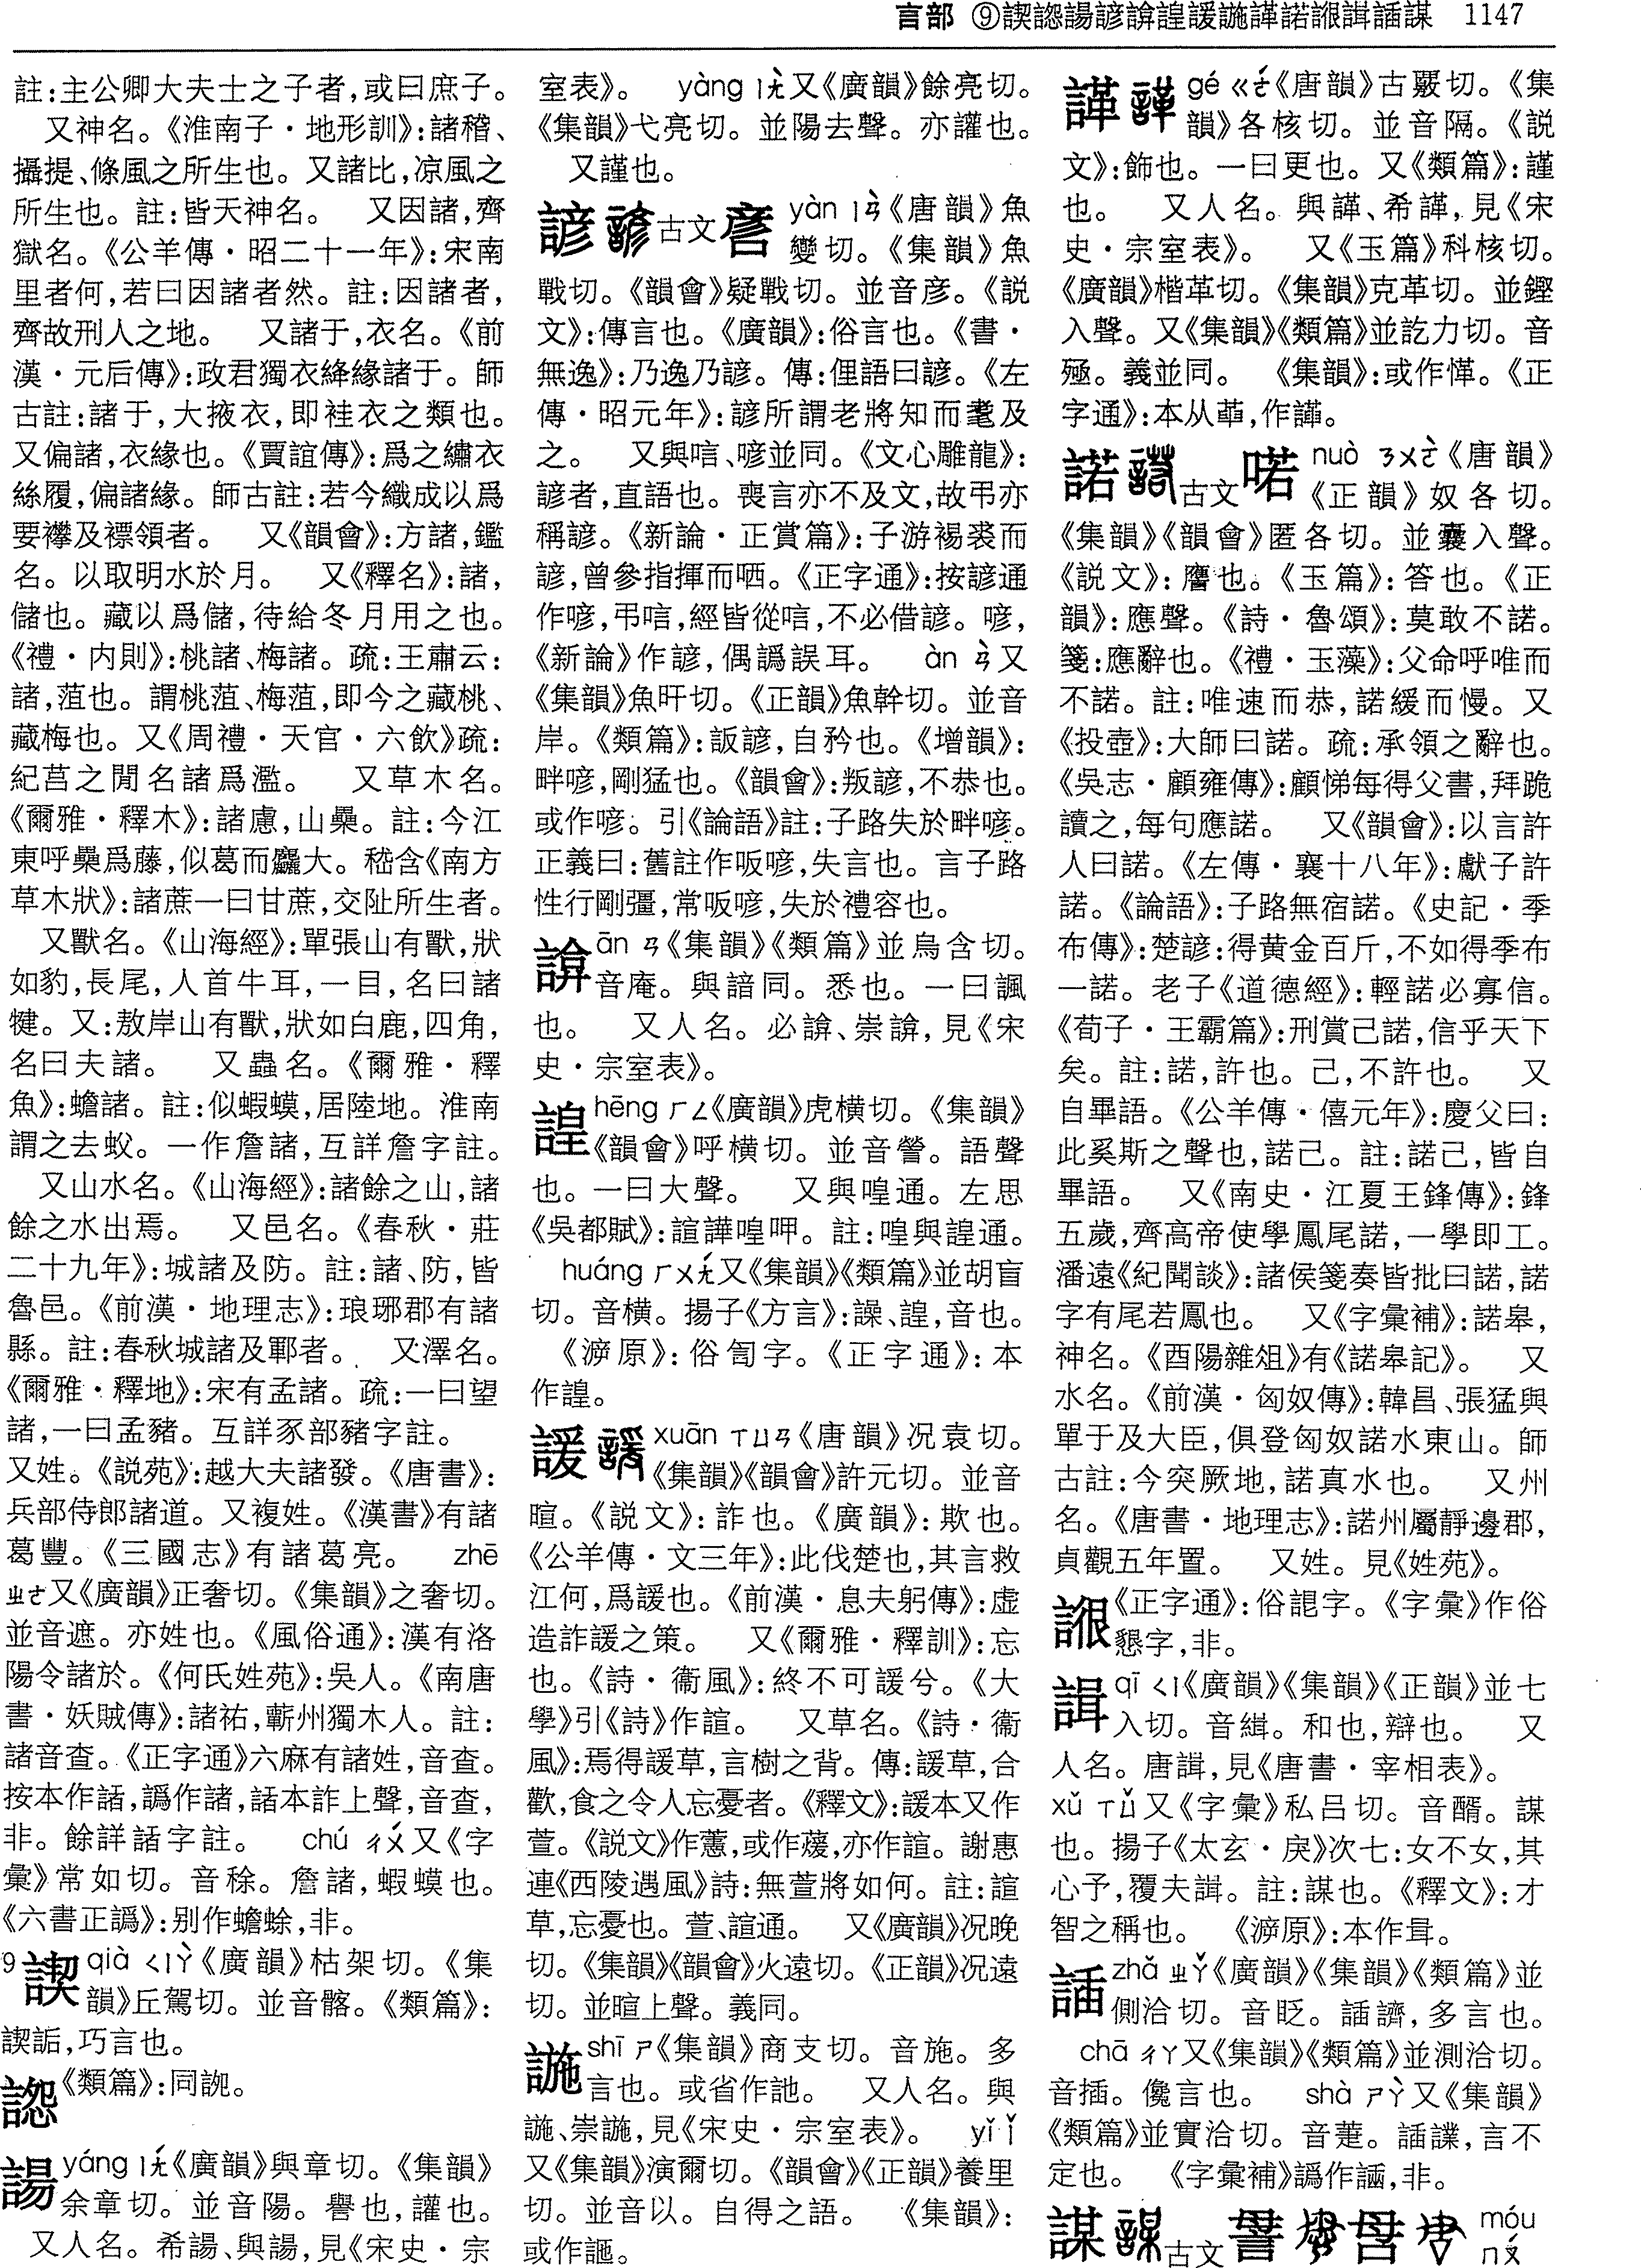 言部 ⑨諿諰諹諺諩諻諼䛄諽諾䛗諿䛡謀 1147
註:主公卿大夫士之子者,或曰庶子。
又神名。《淮南子·地形訓》:諸稽、
攝提、條風之所生也。又諸比,凉風之
所生也。註:皆天神名。 又因諸,齊
獄名。《公羊傳·昭二十一年》:宋南
里者何,若曰因諸者然。註:因諸者,
齊故刑人之地。 又諸于,衣名。《前
漢·元后傳》:政君獨衣絳緣諸于。師
古註:諸于,大掖衣,即袿衣之類也。
又偏諸,衣緣也。《賈誼傳》:爲之繡衣
絲履,偏諸緣。師古註:若今織成以爲
要襻及褾領者。 又《韻會》:方諸,鑑
名。以取明水於月。 又《釋名》:諸,
儲也。藏以爲儲,待給冬月用之也。
《禮·内則》:桃諸、梅諸。疏:王肅云:
諸,菹也。謂桃菹、梅菹,即今之藏桃、
藏梅也。又《周禮·天官·六飲》疏:
紀莒之閒名諸爲濫。 又草木名。
《爾雅·釋木》:諸慮,山櫐。註:今江
東呼櫐爲藤,似葛而麤大。嵇含《南方
草木狀》:諸蔗一曰甘蔗,交阯所生者。
又獸名。《山海經》:單張山有獸,狀
如豹,長尾,人首牛耳,一目,名曰諸
犍。又:敖岸山有獸,狀如白鹿,四角,
名曰夫諸。 又蟲名。《爾雅·釋
魚》:蟾諸。註:似蝦蟆,居陸地。淮南
謂之去蚁。一作詹諸,互詳詹字註。
又山水名。《山海經》:諸餘之山,諸
餘之水出焉。 又邑名。《春秋·莊
二十九年》:城諸及防。註:諸、防,皆
魯邑。《前漢·地理志》:琅琊郡有諸
縣。註:春秋城諸及鄆者。 又澤名。
《爾雅·釋地》:宋有孟諸。疏:一曰望
諸,一曰孟豬。互詳豕部豬字註。
又姓。《説苑》:越大夫諸發。《唐書》:
兵部侍郎諸道。又複姓。《漢書》有諸
葛豐。《三國志》有諸葛亮。 zhē
ㄓㄜ又《廣韻》正奢切。《集韻》之奢切。
並音遮。亦姓也。《風俗通》:漢有洛
陽令諸於。《何氏姓苑》:吳人。《南唐
書·妖賊傳》:諸祐,蘄州獨木人。註:
諸音查。《正字通》六麻有諸姓,音查。
按本作䛽,譌作諸,䛽本詐上聲,音查,
非。餘詳䛽字註。 chú ㄔㄨˊ又《字
彙》常如切。音稌。詹諸,蝦蟆也。
《六書正譌》:别作蟾蜍,非。
9 䛚 qià ㄑㄧㄚˋ《廣韻》枯架切。《集
韻》丘駕切。並音髂。《類篇》:
䛚詬,巧言也。
諰《類篇》:同䛐。
諹 yáng ㄧㄤˊ《廣韻》與章切。《集韻》
余章切。並音陽。譽也,讙也。
又人名。希諹、與諹,見《宋史·宗
室表》。 yàng ㄧㄤˋ又《廣韻》餘亮切。
《集韻》弋亮切。並陽去聲。亦讙也。
又謹也。
諺 諺 古文 𠶷 yàn ㄧㄢˋ《唐韻》魚
變切。《集韻》魚
戰切。《韻會》疑戰切。並音彦。《説
文》:傳言也。《廣韻》:俗言也。《書·
無逸》:乃逸乃諺。傳:俚語曰諺。《左
傳·昭元年》:諺所謂老將知而耄及
之。 又與唁、喭並同。《文心雕龍》:
諺者,直語也。喪言亦不及文,故弔亦
稱諺。《新論·正賞篇》:子游裼裘而
諺,曾參指揮而哂。《正字通》:按諺通
作喭,弔唁,經皆從唁,不必借諺。喭,
《新論》作諺,偶譌誤耳。 àn ㄢˋ又
《集韻》魚旰切。《正韻》魚幹切。並音
岸。《類篇》:詆諺,自矜也。《增韻》:
畔喭,剛猛也。《韻會》:叛諺,不恭也。
或作喭。引《論語》註:子路失於畔喭。
正義曰:舊註作昄喭,失言也。言子路
性行剛彊,常昄喭,失於禮容也。
諩 ān ㄢ《集韻》《類篇》並烏含切。
音庵。與諳同。悉也。一曰諷
也。 又人名。必諩、崇諩,見《宋
史·宗室表》。
諻 hēng ㄏㄥ《廣韻》虎橫切。《集韻》
《韻會》呼橫切。並音諻。語聲
也。一曰大聲。 又與喤通。左思
《吳都賦》:諠譁喤呷。註:喤與諻通。
huáng ㄏㄨㄤˊ又《集韻》《類篇》並胡盲
切。音橫。揚子《方言》:譟、諻,音也。
《㴑原》:俗訇字。《正字通》:本
作諻。
諼 諼 xuān ㄒㄩㄢ《唐韻》况袁切。
《集韻》《韻會》許元切。並音
暄。《説文》:詐也。《廣韻》:欺也。
《公羊傳·文三年》:此伐楚也,其言救
江何,爲諼也。《前漢·息夫躬傳》:虛
造詐諼之策。 又《爾雅·釋訓》:忘
也。《詩·衞風》:終不可諼兮。《大
學》引《詩》作諠。 又草名。《詩·衞
風》:焉得諼草,言樹之背。傳:諼草,合
歡,食之令人忘憂者。《釋文》:諼本又作
萱。《説文》作藼,或作蕿,亦作諠。謝惠
連《西陵遇風》詩:無萱將如何。註:諠
草,忘憂也。萱、諠通。 又《廣韻》况晚
切。《集韻》《韻會》火遠切。《正韻》况遠
切。並暄上聲。義同。
䛄 shī ㄕ《集韻》商支切。音施。多
言也。或省作訑。 又人名。與
䛄、崇䛄,見《宋史·宗室表》。 yǐ ㄧˇ
又《集韻》演爾切。《韻會》《正韻》養里
切。並音以。自得之語。 《集韻》:
或作訑。
諽 諽 gé ㄍㄜˊ《唐韻》古覈切。《集
韻》各核切。並音隔。《説
文》:飾也。一曰更也。又《類篇》:謹
也。 又人名。與諽、希諽,見《宋
史·宗室表》。 又《玉篇》科核切。
《廣韻》楷革切。《集韻》克革切。並鏗
入聲。又《集韻》《類篇》並訖力切。音
殛。義並同。 《集韻》:或作愅。《正
字通》:本从革,作諽。
諾 諾 古文 喏 nuò ㄋㄨㄛˋ《唐韻》
《正韻》奴各切。
《集韻》《韻會》匿各切。並囊入聲。
《説文》:譍也。《玉篇》:答也。《正
韻》:應聲。《詩·魯頌》:莫敢不諾。
箋:應辭也。《禮·玉藻》:父命呼唯而
不諾。註:唯速而恭,諾緩而慢。又
《投壺》:大師曰諾。疏:承領之辭也。
《吳志·顧雍傳》:顧悌每得父書,拜跪
讀之,每句應諾。 又《韻會》:以言許
人曰諾。《左傳·襄十八年》:獻子許
諾。《論語》:子路無宿諾。《史記·季
布傳》:楚諺:得黄金百斤,不如得季布
一諾。老子《道德經》:輕諾必寡信。
《荀子·王霸篇》:刑賞己諾,信乎天下
矣。註:諾,許也。己,不許也。 又
自畢語。《公羊傳·僖元年》:慶父曰:
此奚斯之聲也,諾己。註:諾己,皆自
畢語。 又《南史·江夏王鋒傳》:鋒
五歲,齊高帝使學鳳尾諾,一學即工。
潘遠《紀聞談》:諸侯箋奏皆批曰諾,諾
字有尾若鳳也。 又《字彙補》:諾皋,
神名。《酉陽雜俎》有《諾皋記》。 又
水名。《前漢·匈奴傳》:韓昌、張猛與
單于及大臣,俱登匈奴諾水東山。師
古註:今突厥地,諾真水也。 又州
名。《唐書·地理志》:諾州屬靜邊郡,
貞觀五年置。 又姓。見《姓苑》。
《正字通》:俗詪字。《字彙》作俗
懇字,非。
諿 qī ㄑㄧ《廣韻》《集韻》《正韻》並七
入切。音緝。和也,辯也。 又
人名。唐諿,見《唐書·宰相表》。
xǔ ㄒㄩˇ又《字彙》私呂切。音醑。謀
也。揚子《太玄·戾》次七:女不女,其
心予,覆夫諿。註:謀也。《釋文》:才
智之稱也。 《㴑原》:本作咠。
zhǎ ㄓㄚˇ《廣韻》《集韻》《類篇》並
側洽切。音眨。䛽譗,多言也。
chā ㄔㄚ又《集韻》《類篇》並測洽切。
音插。儳言也。 shà ㄕㄚˋ又《集韻》
《類篇》並實洽切。音萐。䛽諜,言不
定也。 《字彙補》譌作諨,非。
謀 謀 古文 móu
ㄇㄡˊ